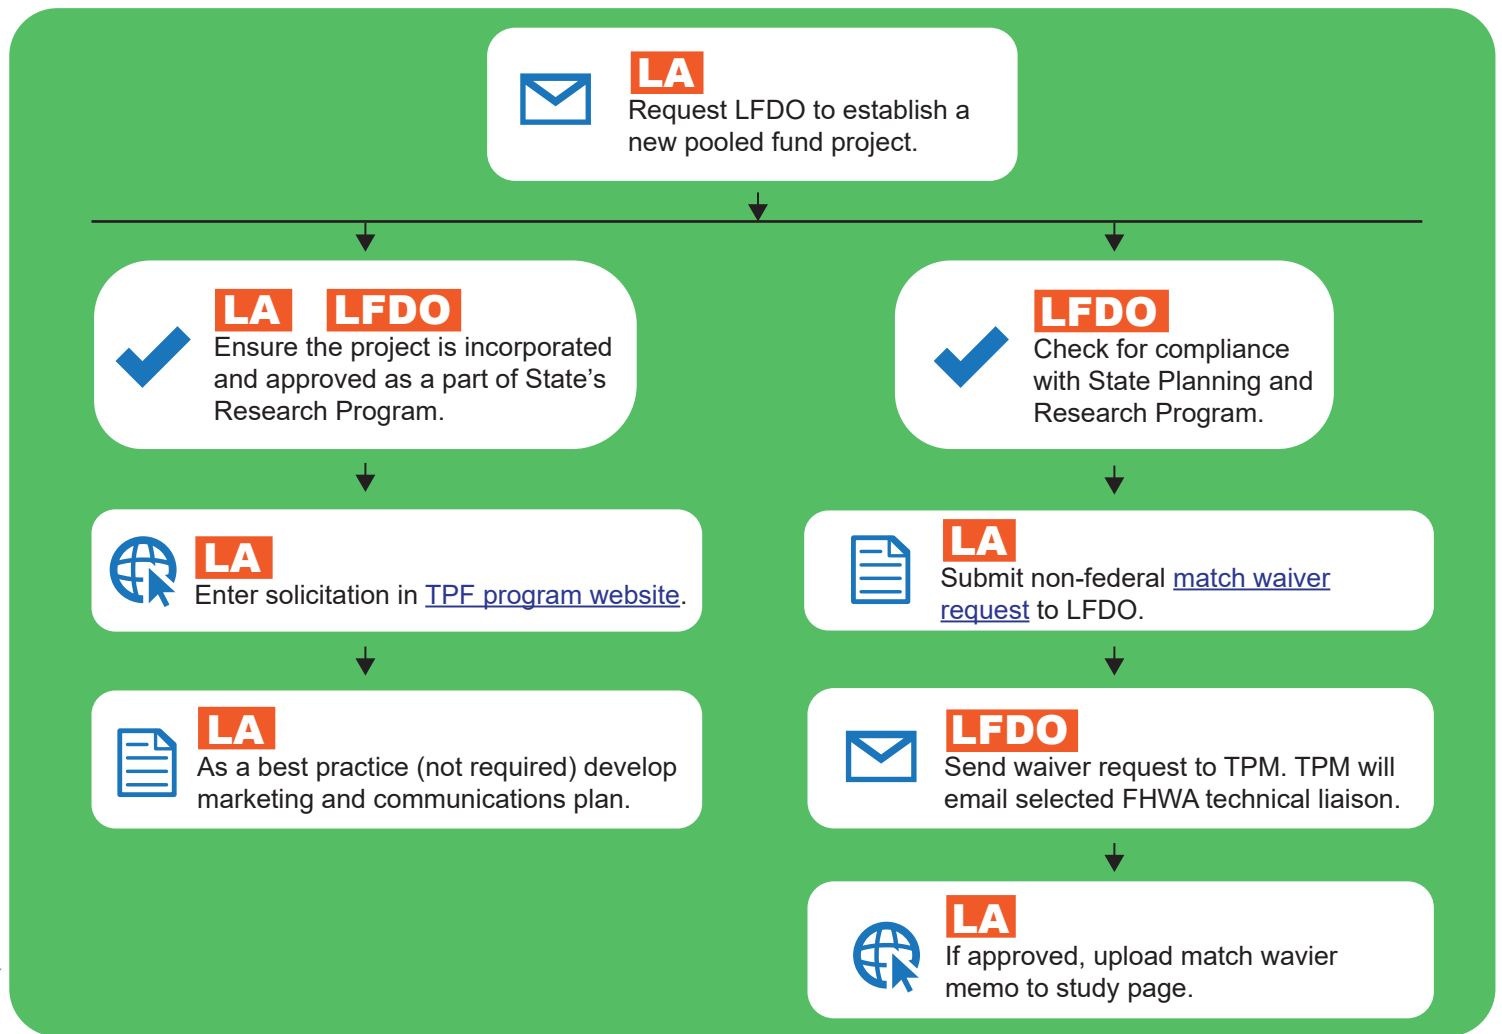 LA
Request LFDO to establish a
new pooled fund project.
LA LFDO
Ensure the project is incorporated
and approved as a part of State’s
Research Program.
LA
Enter solicitation in TPF program website.
LA
As a best practice (not required) develop
marketing and communications plan.
LFDO
Check for compliance
with State Planning and
Research Program.
LA
Submit non-federal match waiver
request to LFDO.
LFDO
Send waiver request to TPM. TPM will
email selected FHWA technical liaison.
LA
If approved, upload match wavier
memo to study page.